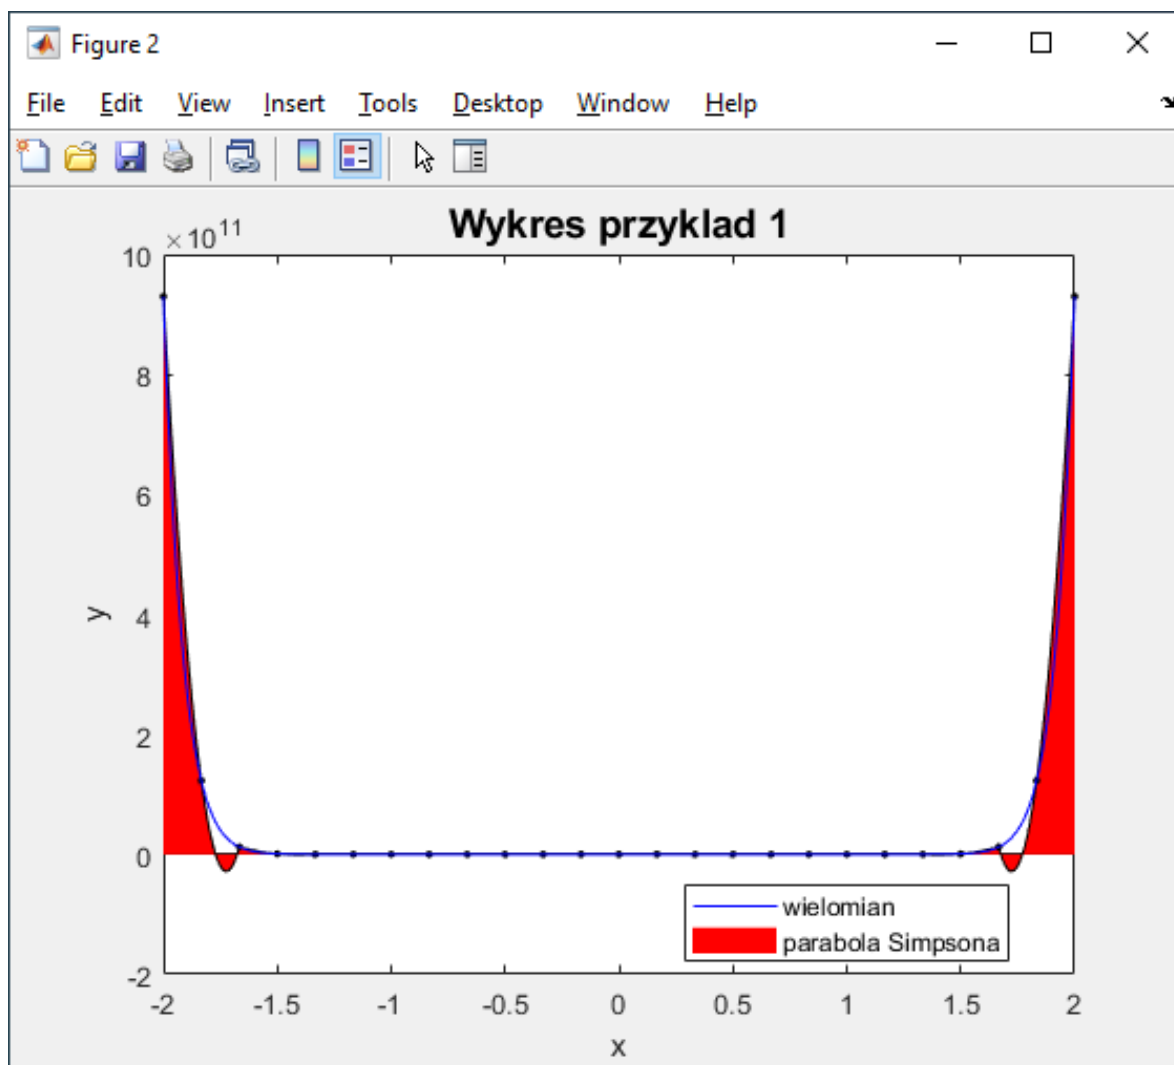 Figure 2
File Edit View Insert Tools Desktop Window Help
Wykres przyklad 1
×10^11
10
8
6
4
2
0
-2
y
-2 -1.5 -1 -0.5 0 0.5 1 1.5 2
x
wielomian
parabola Simpsona